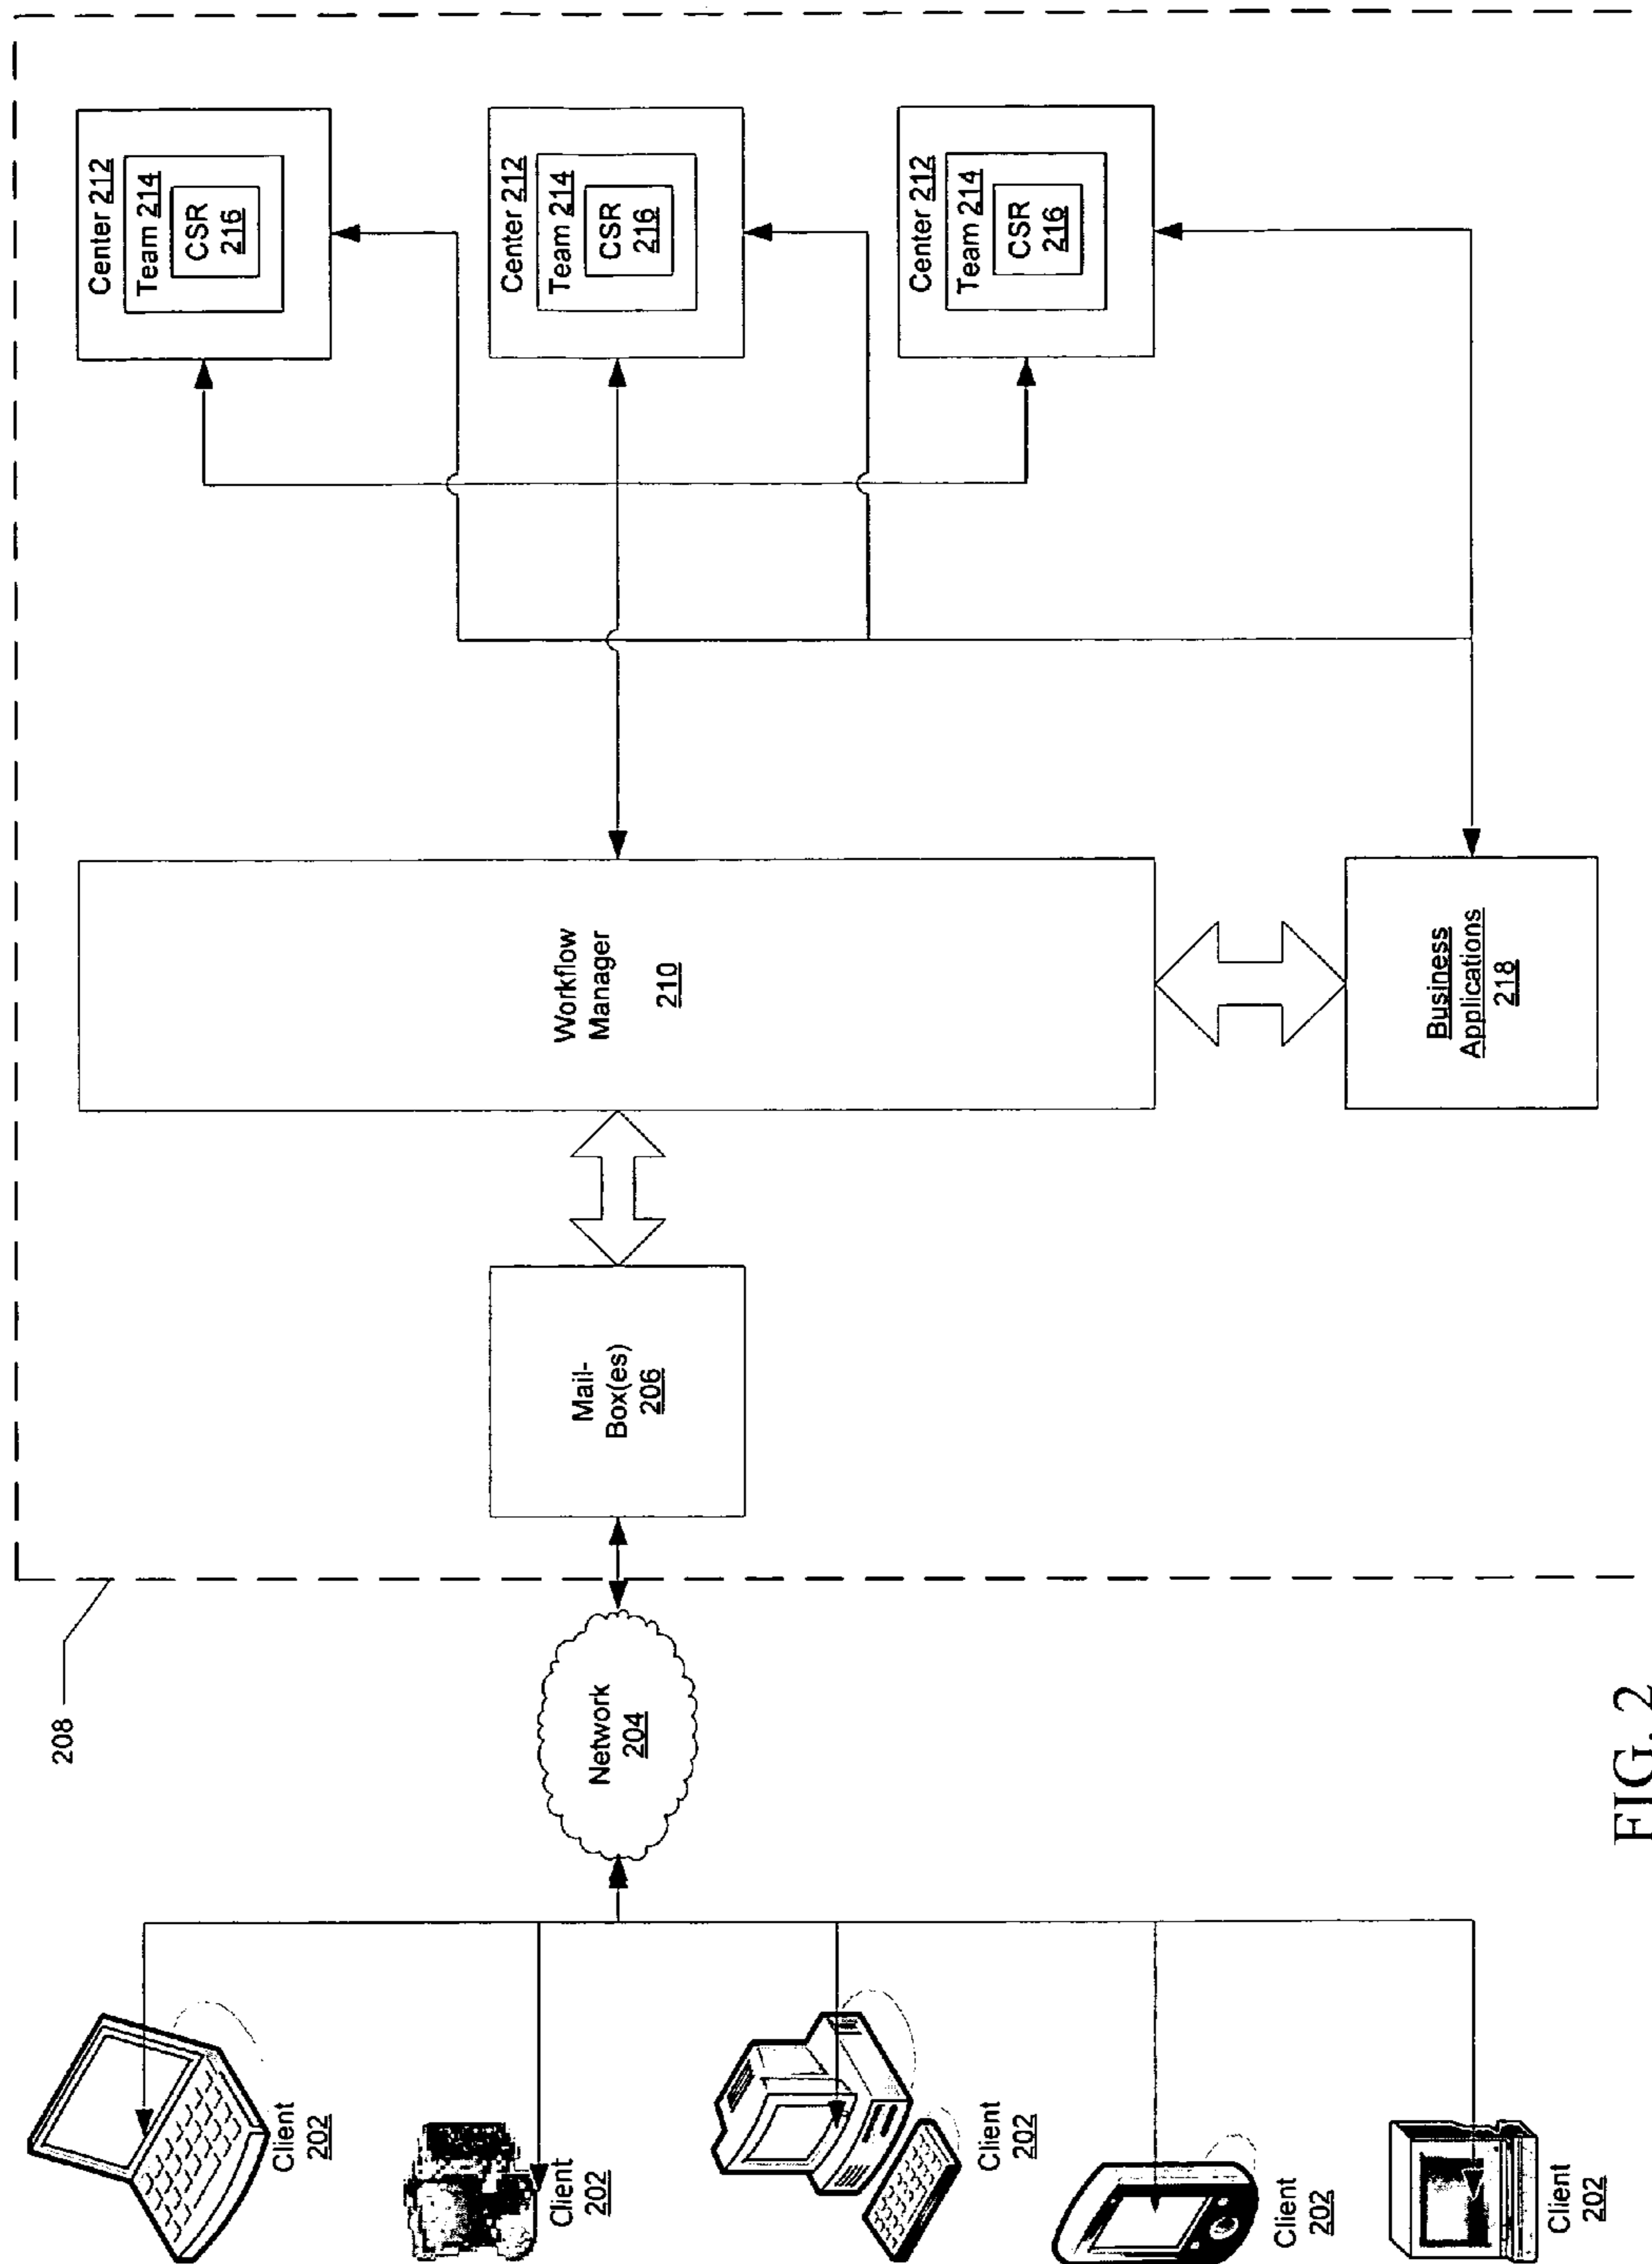 208
Client
202
Client
202
Client
202
Client
202
Client
202
Network
204
Mail-
Box(es)
206
Workflow
Manager
210
Business
Applications
218
Center 212
Team 214
CSR
216
Center 212
Team 214
CSR
216
Center 212
Team 214
CSR
216
FIG. 2